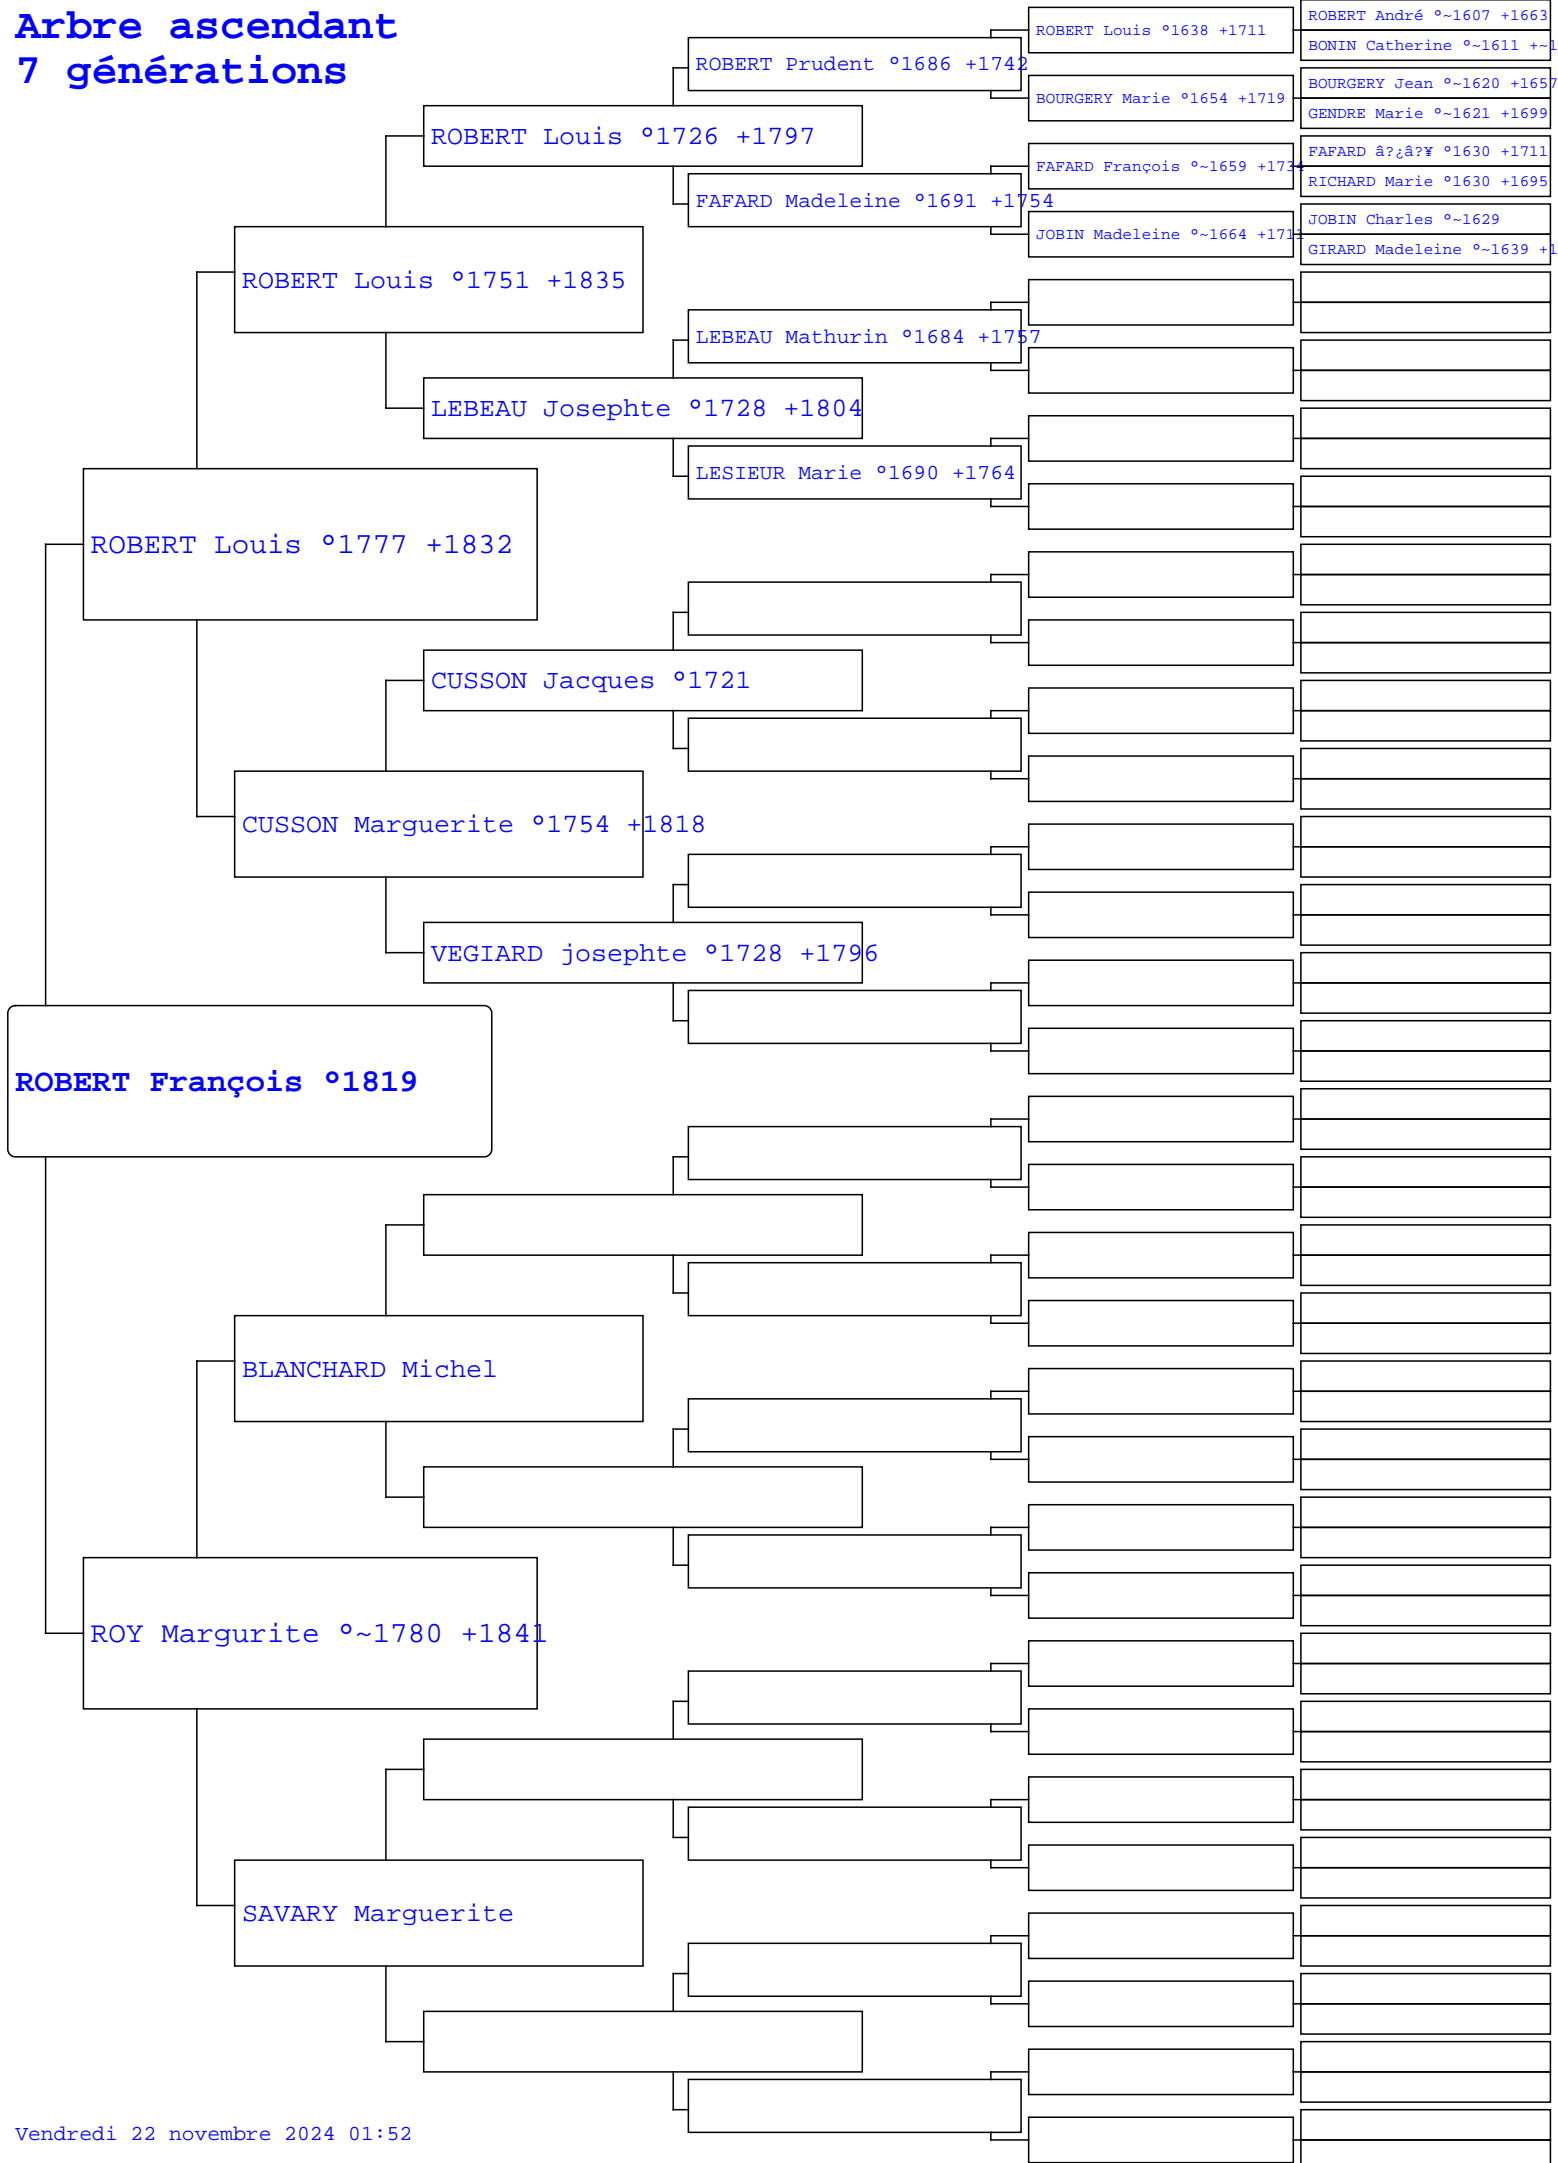 Arbre ascendant
7 générations
ROBERT André °~1607 +1663
ROBERT Louis °1638 +1711
BONIN Catherine °~1611 +~1
ROBERT Prudent °1686 +1742
BOURGERY Jean °~1620 +1657
BOURGERY Marie °1654 +1719
GENDRE Marie °~1621 +1699
ROBERT Louis °1726 +1797
FAFARD â?¿â?¥ °1630 +1711
FAFARD François °~1659 +1734
RICHARD Marie °1630 +1695
FAFARD Madeleine °1691 +1754
JOBIN Charles °~1629
JOBIN Madeleine °~1664 +1711
GIRARD Madeleine °~1639 +1
ROBERT Louis °1751 +1835
LEBEAU Mathurin °1684 +1757
LEBEAU Josephte °1728 +1804
LESIEUR Marie °1690 +1764
ROBERT Louis °1777 +1832
CUSSON Jacques °1721
CUSSON Marguerite °1754 +1818
VEGIARD josephte °1728 +1796
ROBERT François °1819
BLANCHARD Michel
ROY Margurite °~1780 +1841
SAVARY Marguerite
Vendredi 22 novembre 2024 01:52